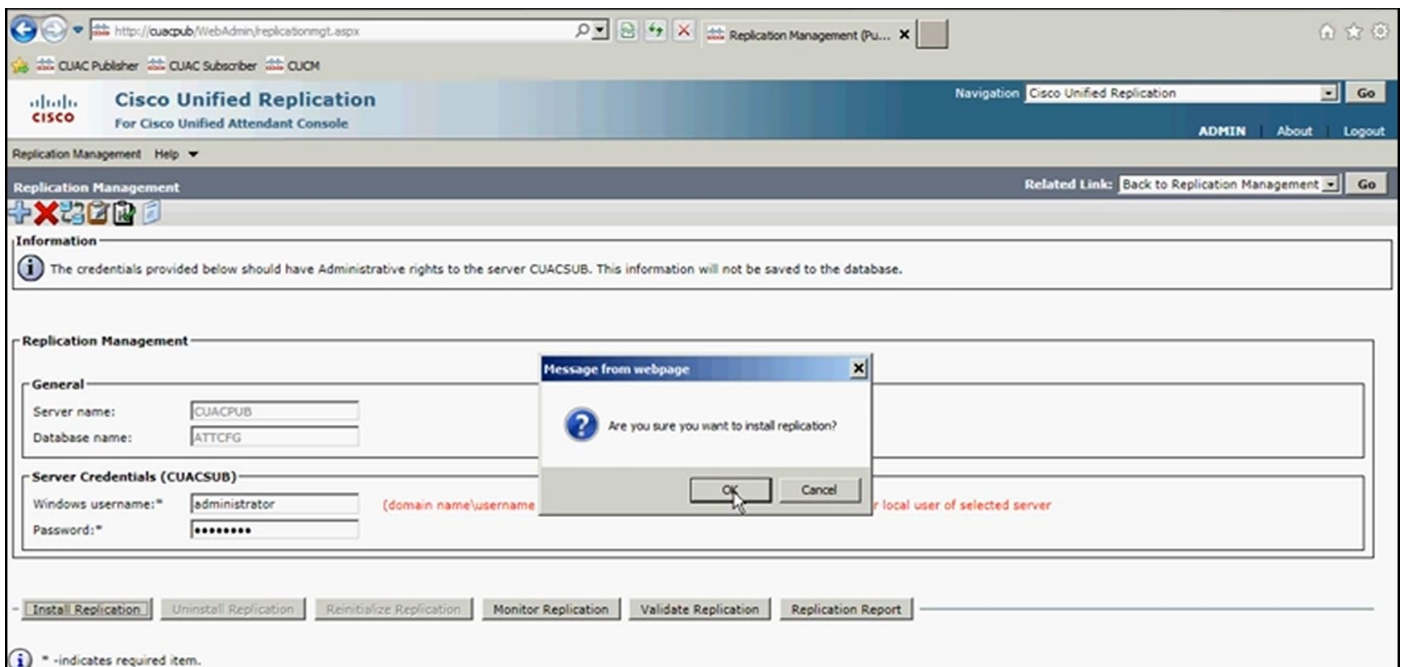 http://cuacpub/WebAdmin/replicationmgt.aspx
Replication Management (Pu...
CUAC Publisher CUAC Subscriber CUCM
CISCO
Cisco Unified Replication
For Cisco Unified Attendant Console
Navigation Cisco Unified Replication Go
ADMIN | About | Logout
Replication Management Help
Replication Management
Related Link: Back to Replication Management Go
Information
The credentials provided below should have Administrative rights to the server CUACSUB. This information will not be saved to the database.
Replication Management
General
Server name: CUACPUB
Database name: ATTCFG
Server Credentials (CUACSUB)
Windows username:* administrator (domain name\username
r local user of selected server
Password:* ••••••••
Message from webpage
Are you sure you want to install replication?
OK Cancel
Install Replication Uninstall Replication Reinitialize Replication Monitor Replication Validate Replication Replication Report
* -indicates required item.